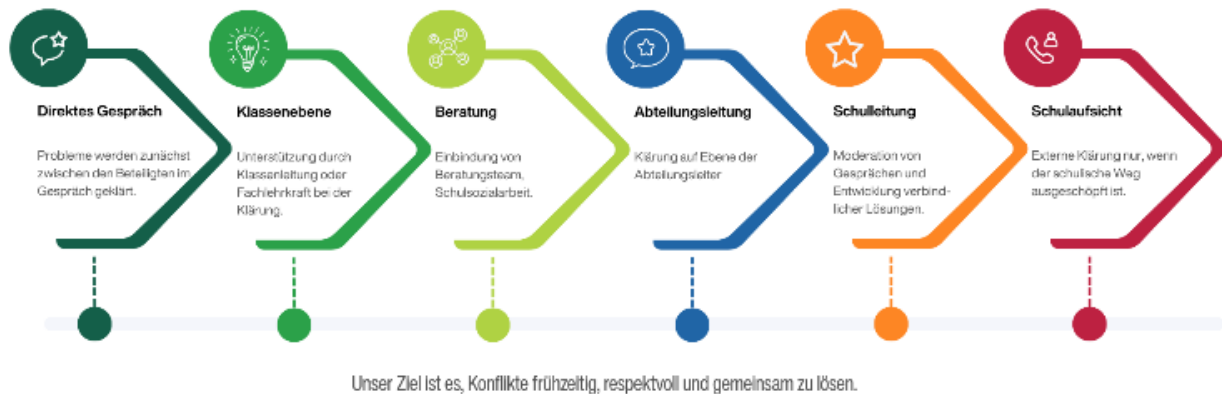 Direktes Gespräch
Probleme werden zunächst
zwischen den Beteiligten im
Gespräch geklärt.
Klassenebene
Unterstützung durch
Klassenleitung oder
Fachlehrkraft bei der
Klärung.
Beratung
Einbindung von
Beratungsteam,
Schulsozialarbeit.
Abteilungsleitung
Klärung auf Ebene der
Abteilungsleiter
Schulleitung
Moderation von
Gesprächen und
Entwicklung verbind-
licher Lösungen.
Schulaufsicht
Externe Klärung nur, wenn
der schulische Weg
ausgeschöpft ist.
Unser Ziel ist es, Konflikte frühzeitig, respektvoll und gemeinsam zu lösen.